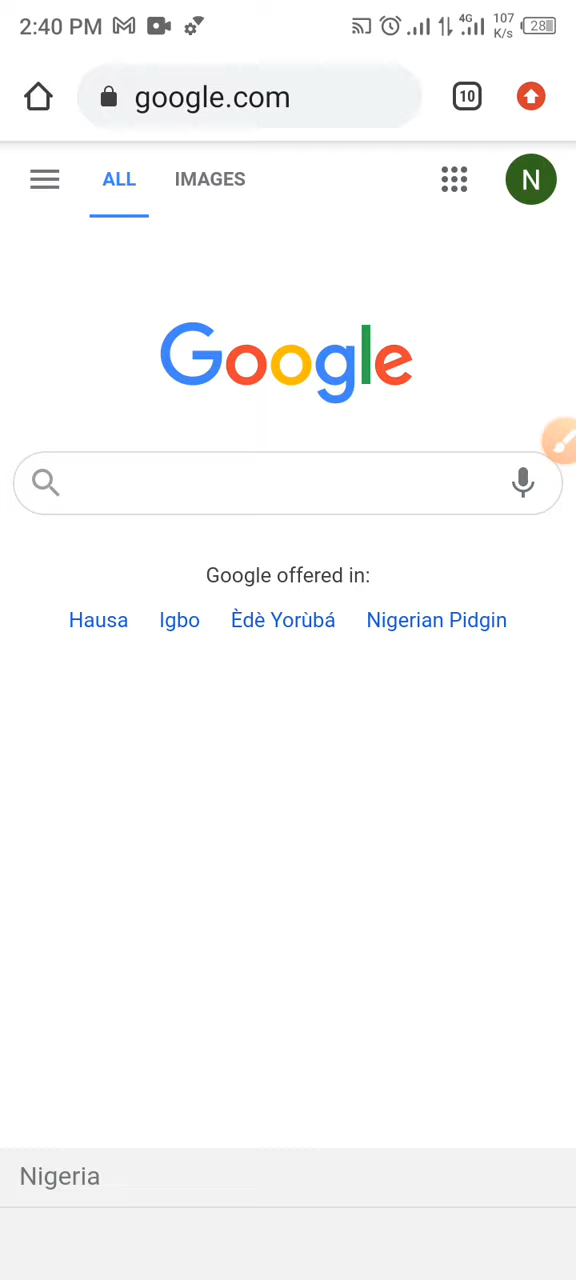 2:40 PM 4G 107 K/s 28
google.com 10
ALL IMAGES N
Google
Google offered in:
Hausa Igbo Èdè Yorùbá Nigerian Pidgin
Nigeria